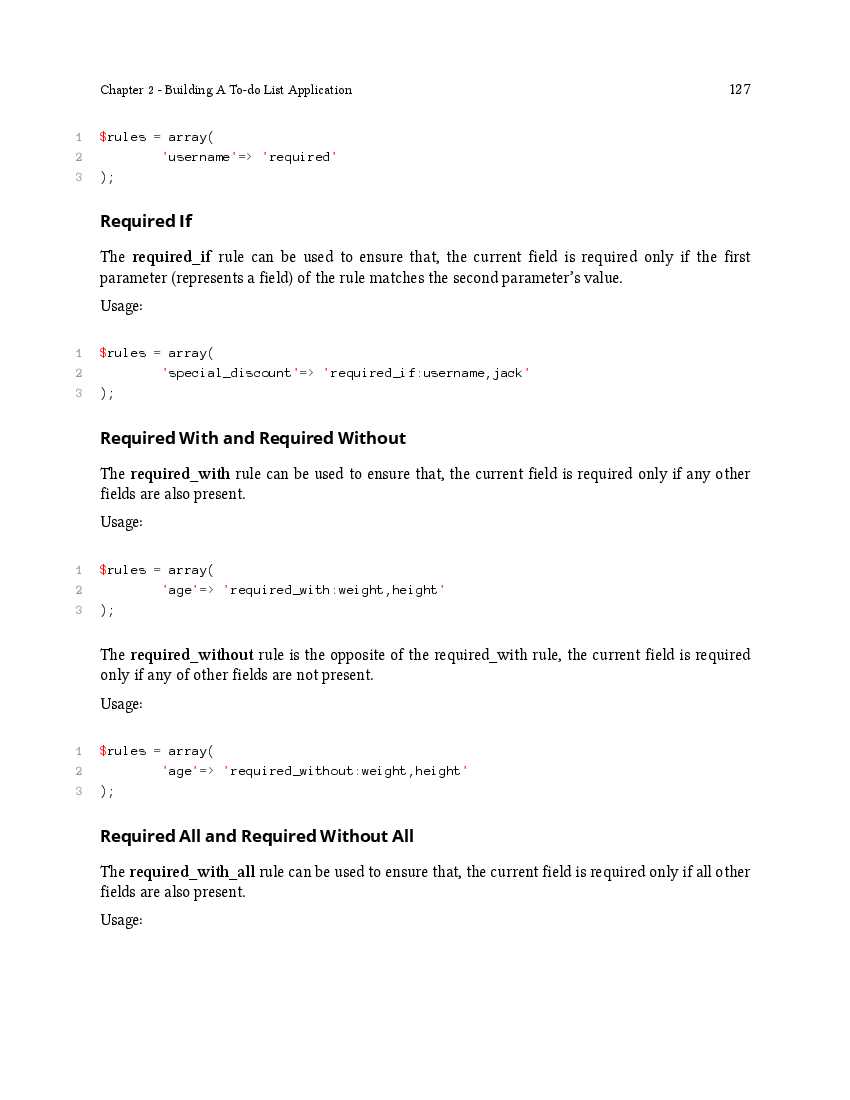 Chapter 2 - Building A To-do List Application 127
1 $rules = array(
2 'username'=> 'required'
3 );
Required If
The required_if rule can be used to ensure that, the current field is required only if the first
parameter (represents a field) of the rule matches the second parameter's value.
Usage:
1 $rules = array(
2 'special_discount'=> 'required_if:username,jack'
3 );
Required With and Required Without
The required_with rule can be used to ensure that, the current field is required only if any other
fields are also present.
Usage:
1 $rules = array(
2 'age'=> 'required_with:weight,height'
3 );
The required_without rule is the opposite of the required_with rule, the current field is required
only if any of other fields are not present.
Usage:
1 $rules = array(
2 'age'=> 'required_without:weight,height'
3 );
Required All and Required Without All
The required_with_all rule can be used to ensure that, the current field is required only if all other
fields are also present.
Usage: